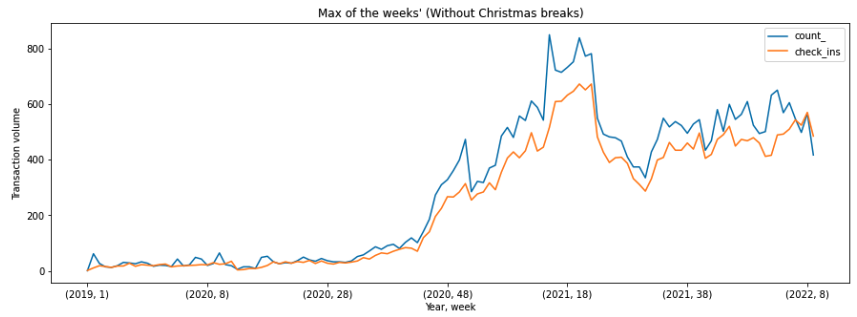 Max of the weeks' (Without Christmas breaks)
count_
check_ins
800
600
400
200
0
Transaction volume
(2019, 1)
(2020, 8)
(2020, 28)
(2020, 48)
(2021, 18)
(2021, 38)
(2022, 8)
Year, week